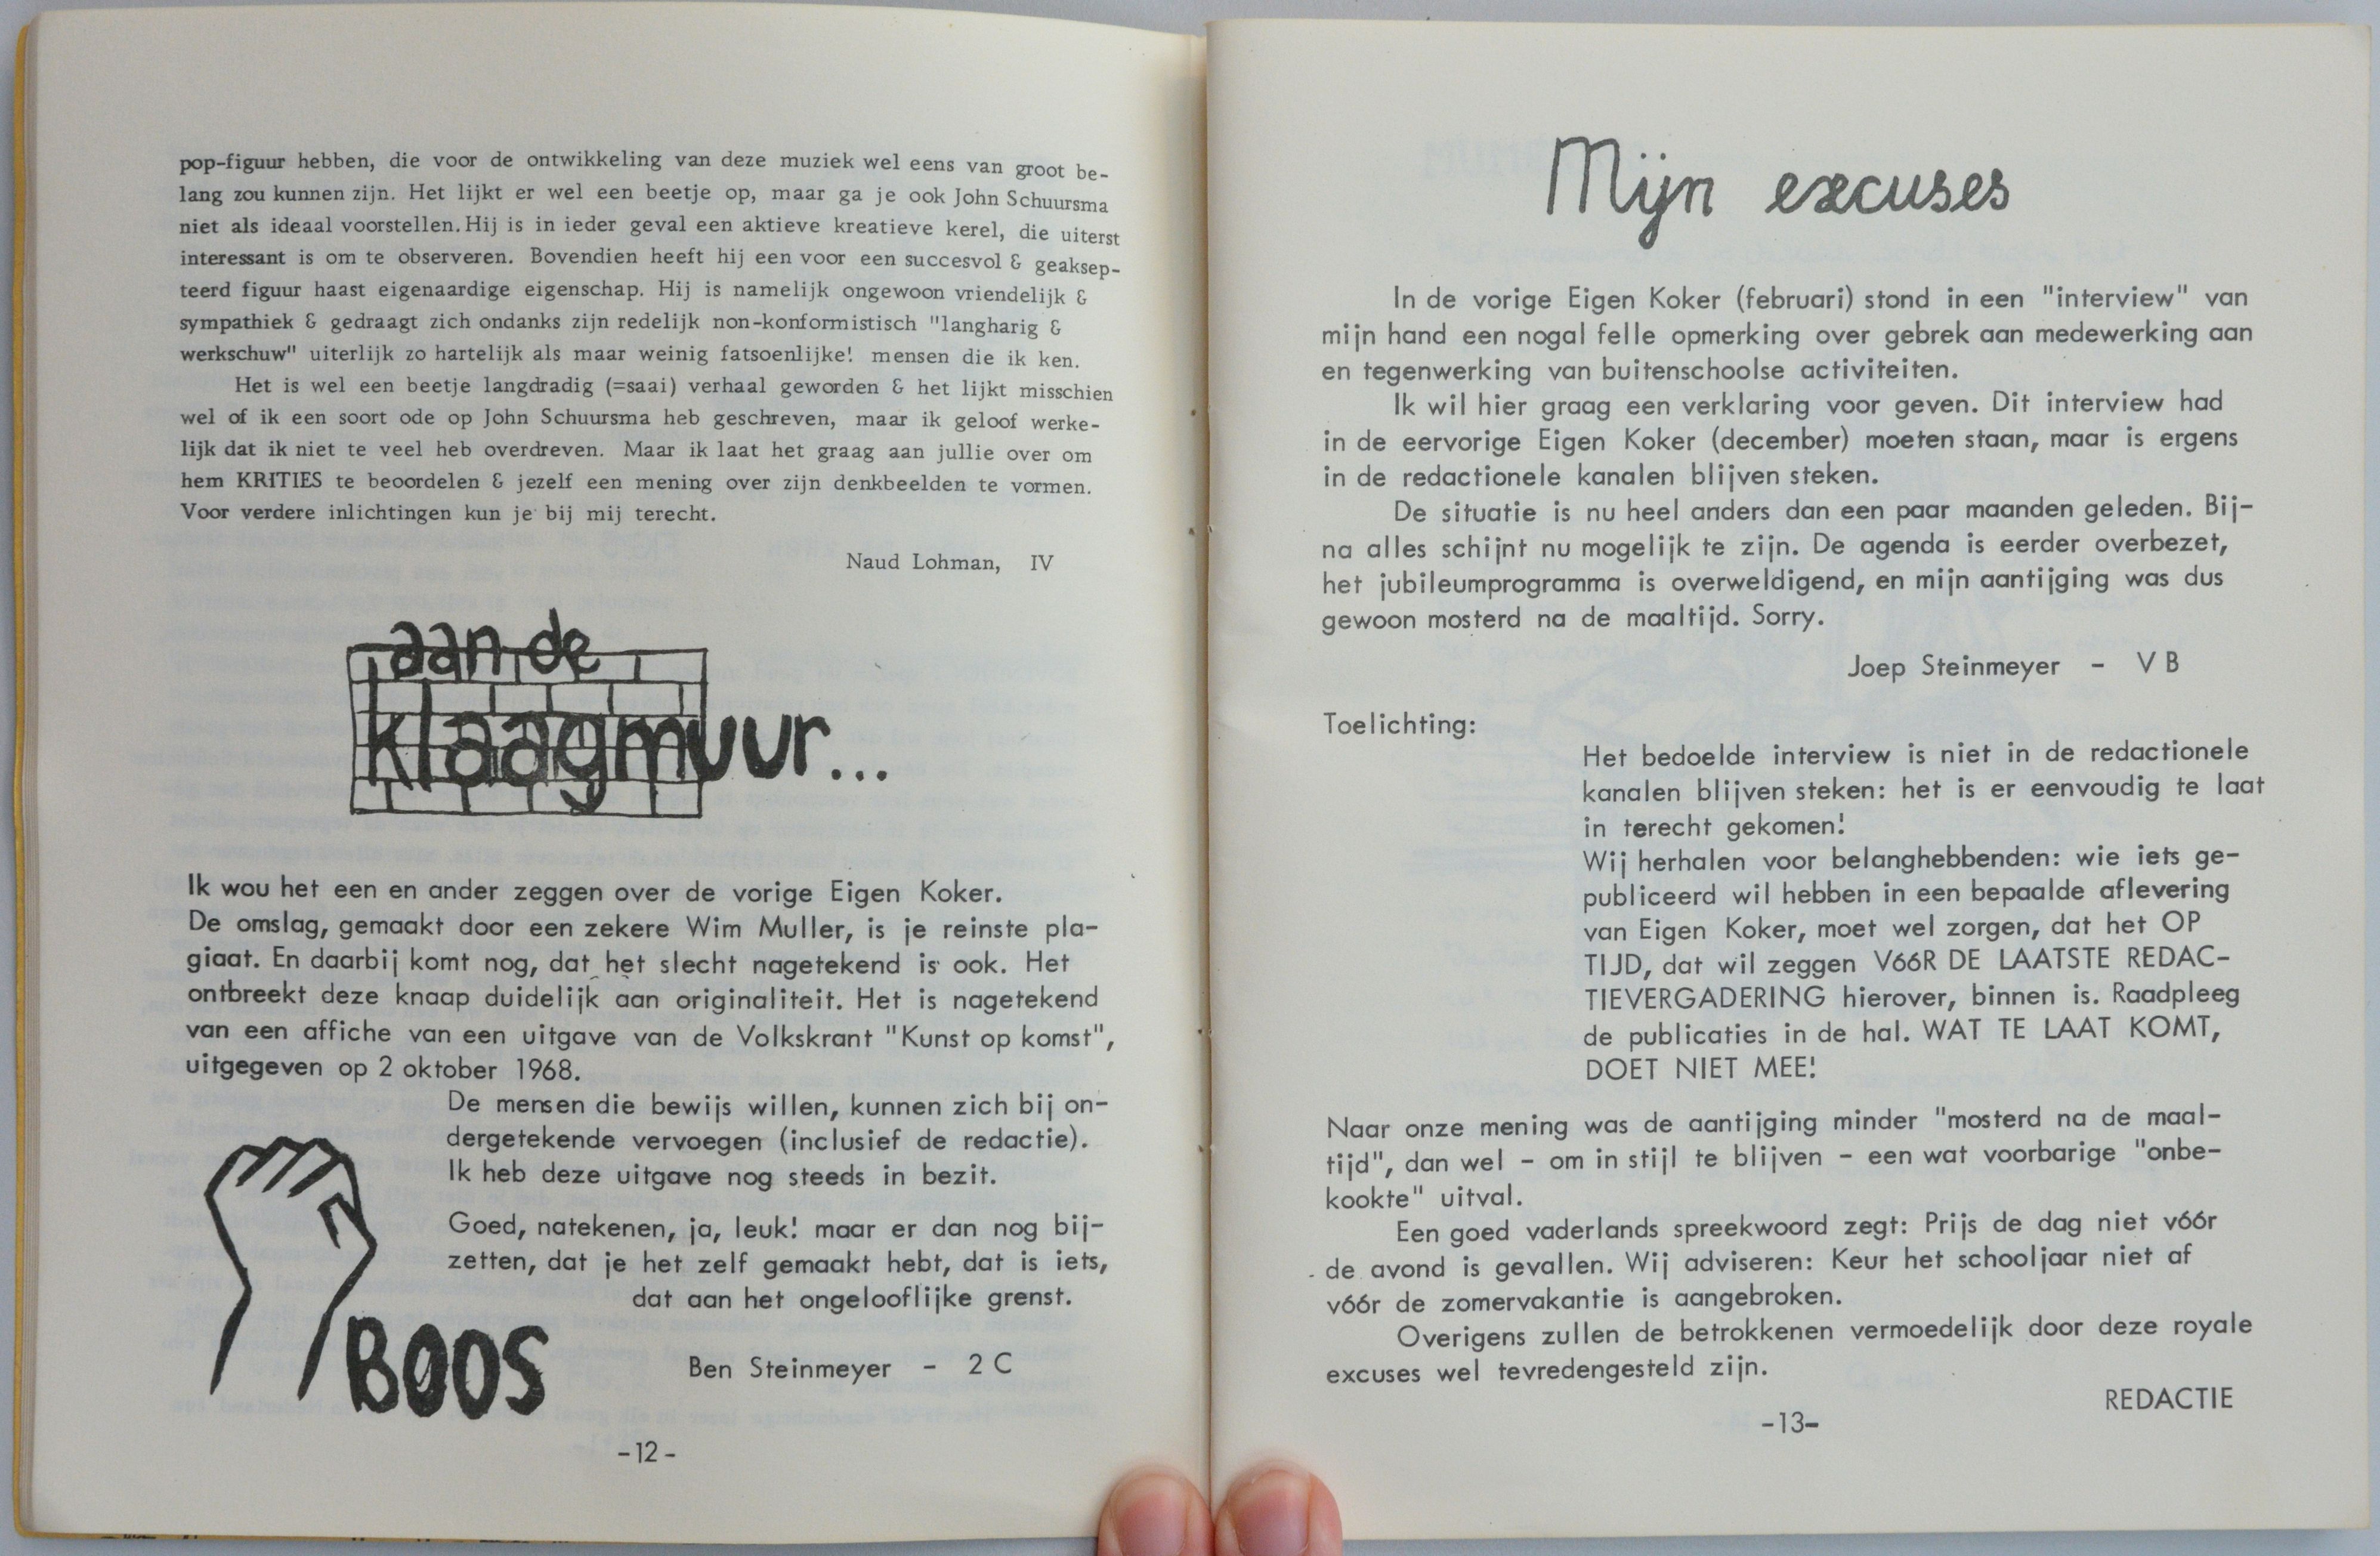 pop-figuur hebben, die voor de ontwikkeling van deze muziek wel eens van groot be-
lang zou kunnen zijn. Het lijkt er wel een beetje op, maar ga je ook John Schuursma
niet als ideaal voorstellen. Hij is in ieder geval een aktieve kreatieve kerel, die uiterst
interessant is om te observeren. Bovendien heeft hij een voor een succesvol & geaksep-
teerd figuur haast eigenaardige eigenschap. Hij is namelijk ongewoon vriendelijk &
sympathiek & gedraagt zich ondanks zijn redelijk non-konformistisch "langharig &
werkschuw" uiterlijk zo hartelijk als maar weinig fatsoenlijke! mensen die ik ken.
Het is wel een beetje langdradig (=saai) verhaal geworden & het lijkt misschien
wel of ik een soort ode op John Schuursma heb geschreven, maar ik geloof werke-
lijk dat ik niet te veel heb overdreven. Maar ik laat het graag aan jullie over om
hem KRITIES te beoordelen & jezelf een mening over zijn denkbeelden te vormen.
Voor verdere inlichtingen kun je bij mij terecht.
Naud Lohman, IV
aan de
klaagmuur...
Ik wou het een en ander zeggen over de vorige Eigen Koker.
De omslag, gemaakt door een zekere Wim Muller, is je reinste pla-
giaat. En daarbij komt nog, dat het slecht nagetekend is ook. Het
ontbreekt deze knaap duidelijk aan originaliteit. Het is nagetekend
van een affiche van een uitgave van de Volkskrant "Kunst op komst",
uitgegeven op 2 oktober 1968.
De mensen die bewijs willen, kunnen zich bij on-
dergetekende vervoegen (inclusief de redactie).
Ik heb deze uitgave nog steeds in bezit.
Goed, natekenen, ja, leuk! maar er dan nog bij-
zetten, dat je het zelf gemaakt hebt, dat is iets,
dat aan het ongelooflijke grenst.
BOOS
Ben Steinmeyer - 2 C
-12-
Mijn excuses
In de vorige Eigen Koker (februari) stond in een "interview" van
mijn hand een nogal felle opmerking over gebrek aan medewerking aan
en tegenwerking van buitenschoolse activiteiten.
Ik wil hier graag een verklaring voor geven. Dit interview had
in de eervorige Eigen Koker (december) moeten staan, maar is ergens
in de redactionele kanalen blijven steken.
De situatie is nu heel anders dan een paar maanden geleden. Bij-
na alles schijnt nu mogelijk te zijn. De agenda is eerder overbezet,
het jubileumprogramma is overweldigend, en mijn aantijging was dus
gewoon mosterd na de maaltijd. Sorry.
Joep Steinmeyer - V B
Toelichting:
Het bedoelde interview is niet in de redactionele
kanalen blijven steken: het is er eenvoudig te laat
in terecht gekomen!
Wij herhalen voor belanghebbenden: wie iets ge-
publiceerd wil hebben in een bepaalde aflevering
van Eigen Koker, moet wel zorgen, dat het OP
TIJD, dat wil zeggen VóóR DE LAATSTE REDAC-
TIEVERGADERING hierover, binnen is. Raadpleeg
de publicaties in de hal. WAT TE LAAT KOMT,
DOET NIET MEE!
Naar onze mening was de aantijging minder "mosterd na de maal-
tijd", dan wel - om in stijl te blijven - een wat voorbarige "onbe-
kookte" uitval.
Een goed vaderlands spreekwoord zegt: Prijs de dag niet vóór
de avond is gevallen. Wij adviseren: Keur het schooljaar niet af
vóór de zomervakantie is aangebroken.
Overigens zullen de betrokkenen vermoedelijk door deze royale
excuses wel tevredengesteld zijn.
REDACTIE
-13-